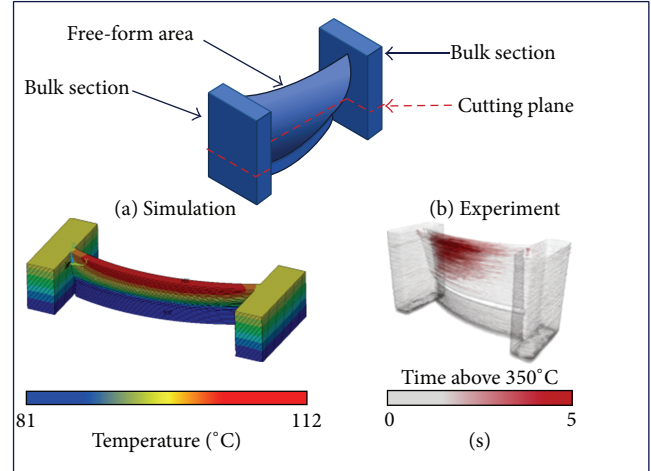 Free-form area
Bulk section
Bulk section
Cutting plane
(a) Simulation
(b) Experiment
81
112
Temperature (°C)
Time above 350°C
0
5
(s)